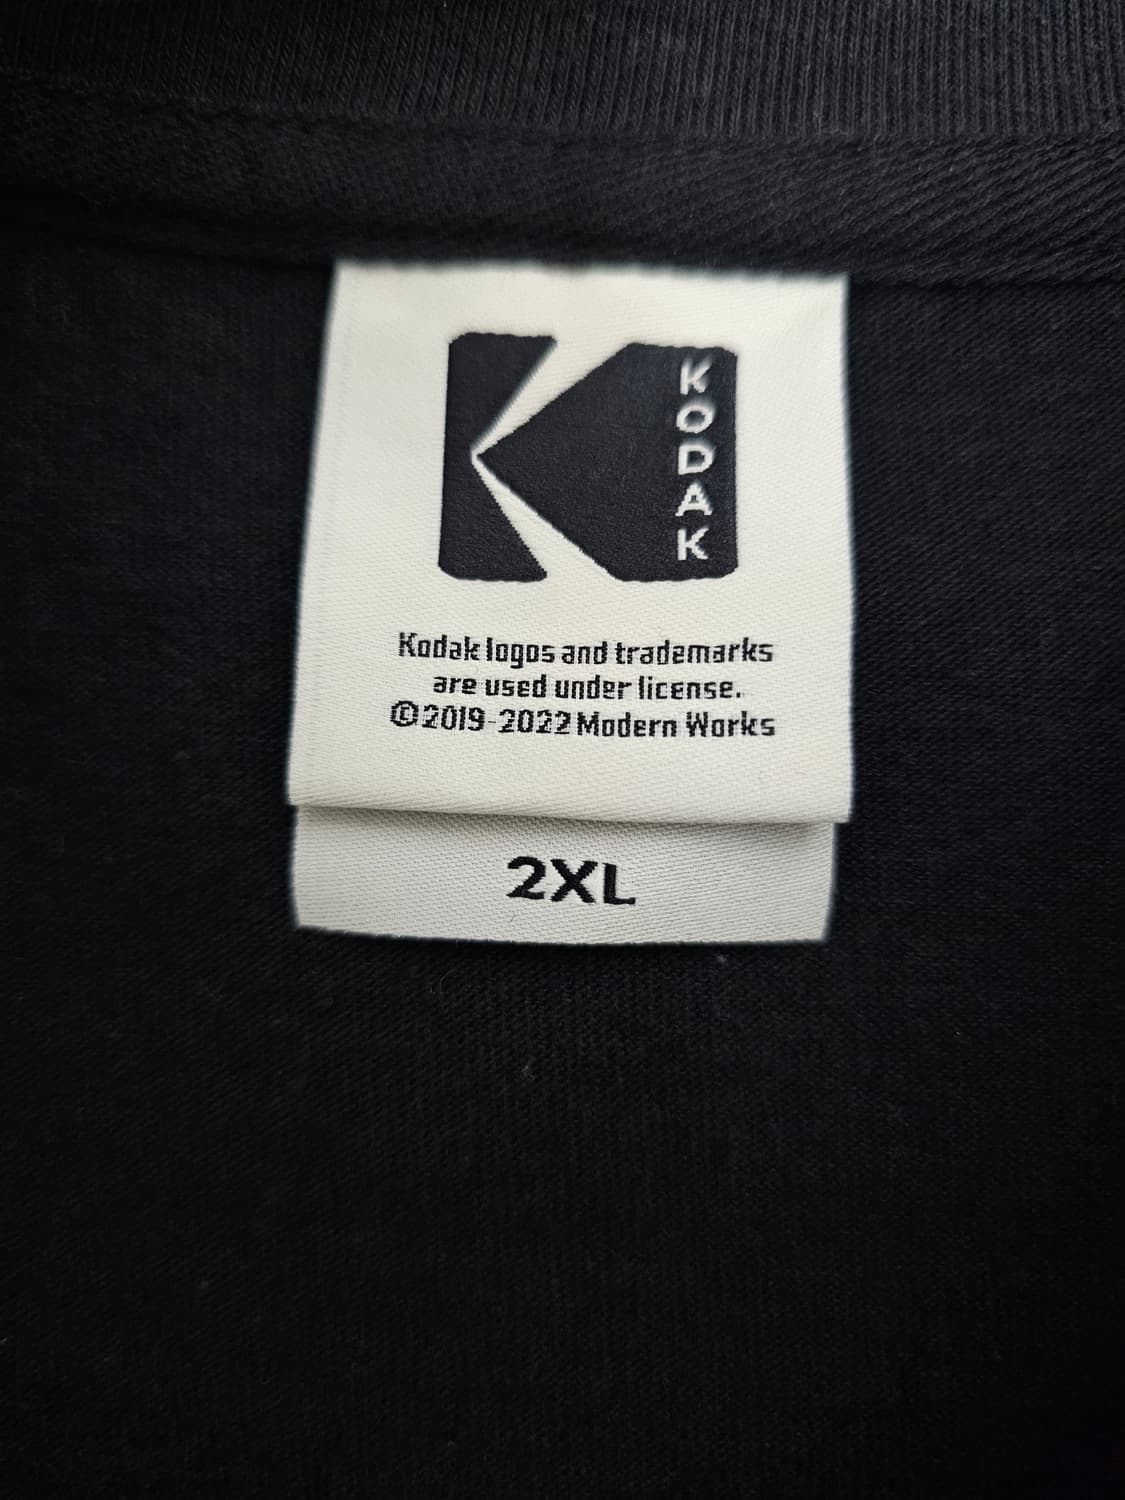 KODAK
Kodak logos and trademarks
are used under license.
©2019-2022 Modern Works
2XL